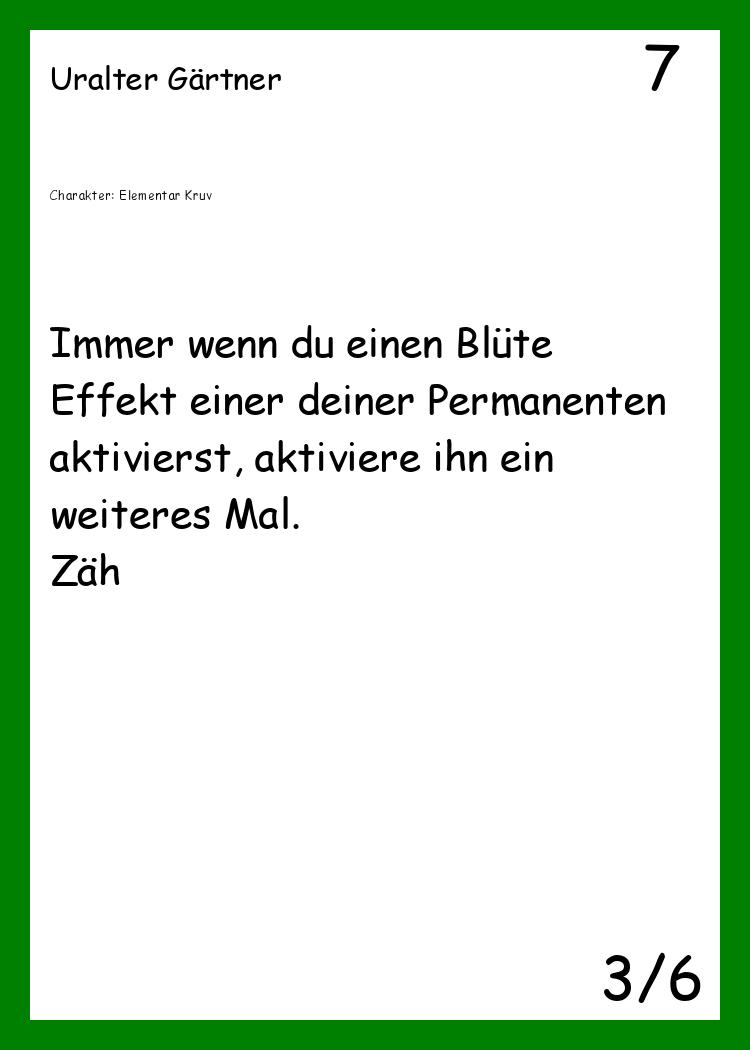 Uralter Gärtner
7
Charakter: Elementar Kruv
Immer wenn du einen Blüte
Effekt einer deiner Permanenten
aktivierst, aktiviere ihn ein
weiteres Mal.
Zäh
3/6